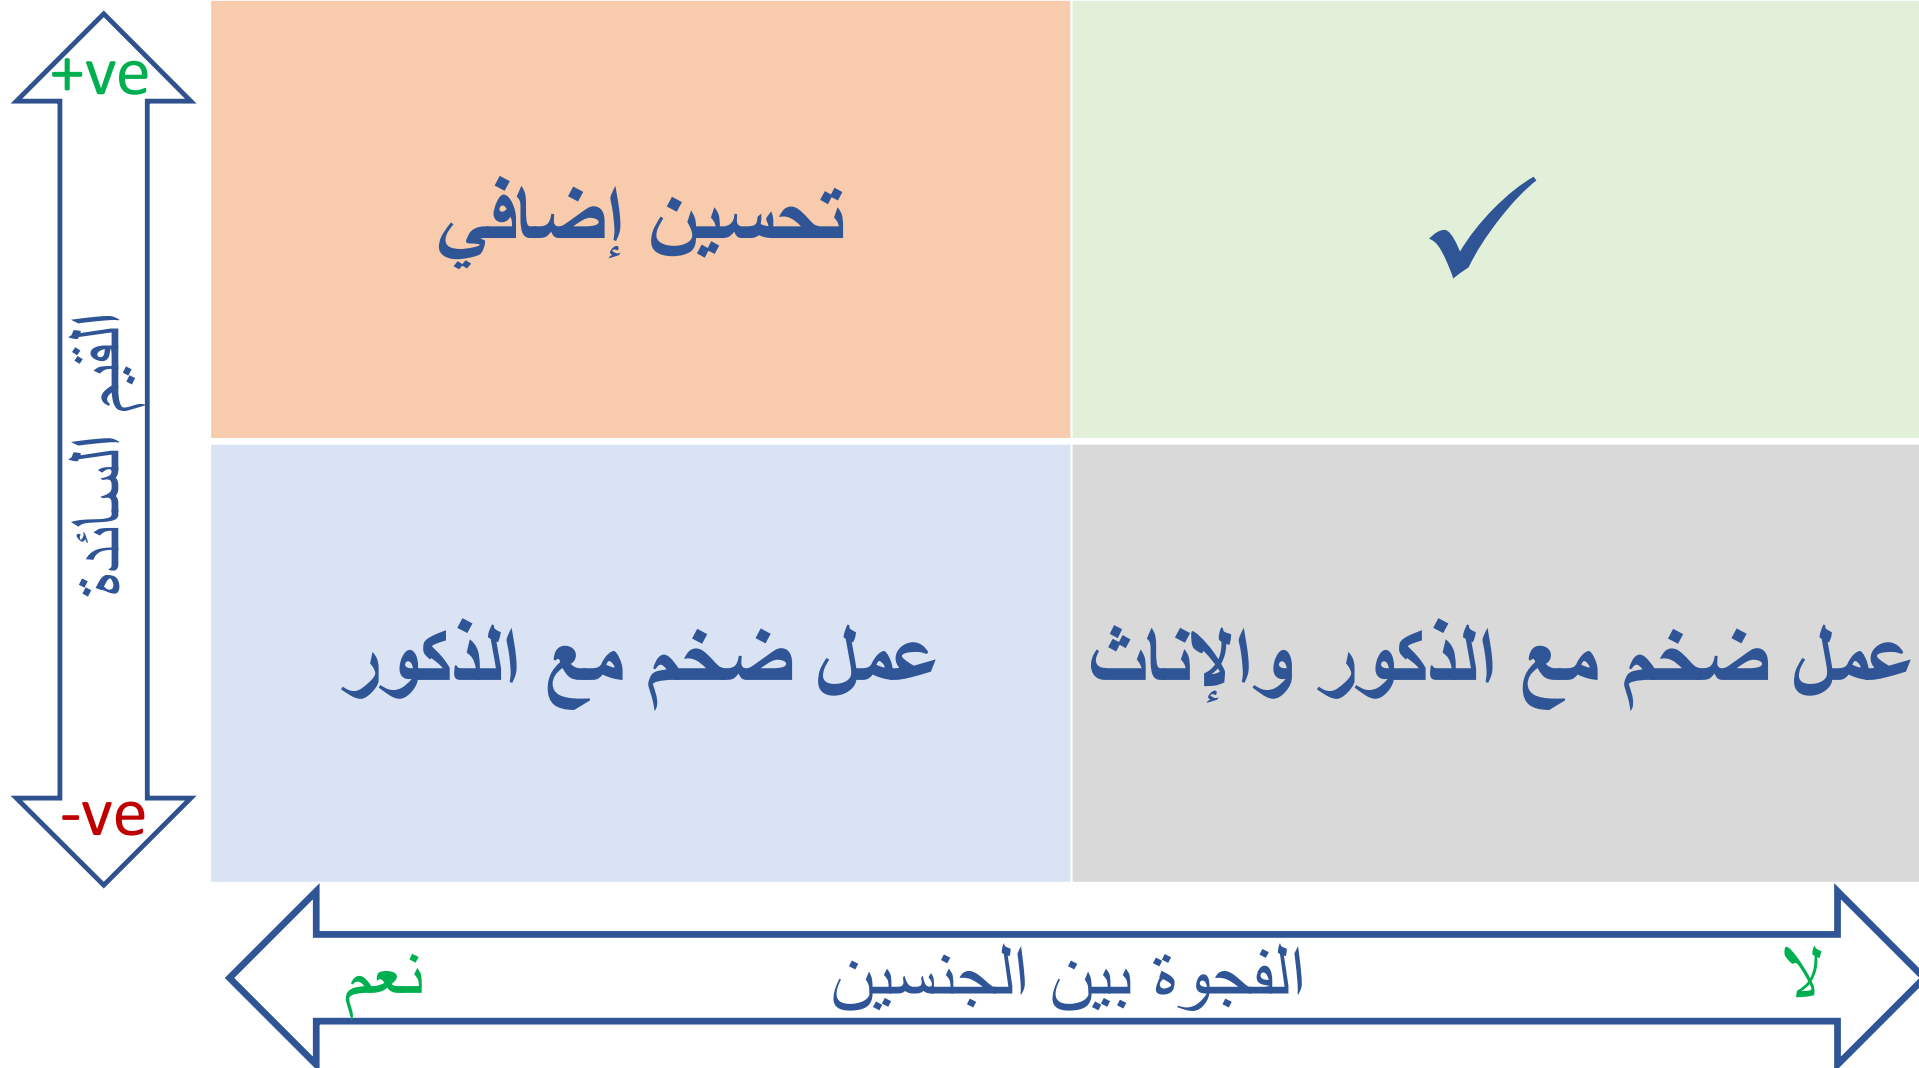 +ve
القيم السائدة
-ve
✓
تحسين إضافي
عمل ضخم مع الذكور والإناث
عمل ضخم مع الذكور
لا
الفجوة بين الجنسين
نعم